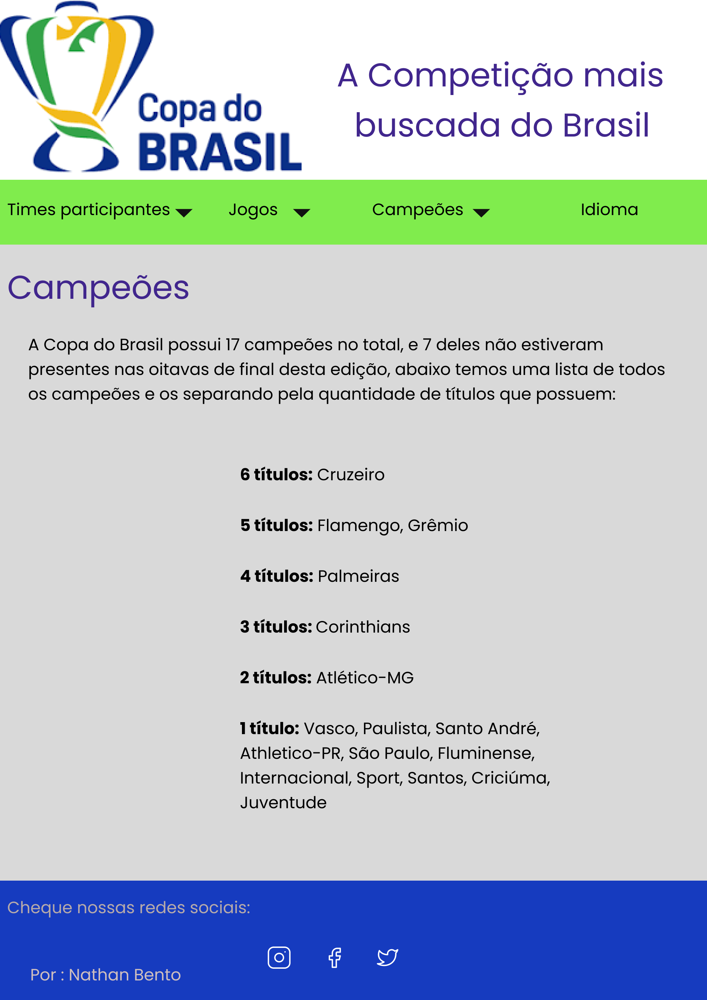 Copa do
BRASIL
A Competição mais
buscada do Brasil
Times participantes
Jogos
Campeões
Idioma
Campeões
A Copa do Brasil possui 17 campeões no total, e 7 deles não estiveram
presentes nas oitavas de final desta edição, abaixo temos uma lista de todos
os campeões e os separando pela quantidade de títulos que possuem:
6 títulos: Cruzeiro
5 títulos: Flamengo, Grêmio
4 títulos: Palmeiras
3 títulos: Corinthians
2 títulos: Atlético-MG
1 título: Vasco, Paulista, Santo André,
Athletico-PR, São Paulo, Fluminense,
Internacional, Sport, Santos, Criciúma,
Juventude
Cheque nossas redes sociais:
Por : Nathan Bento